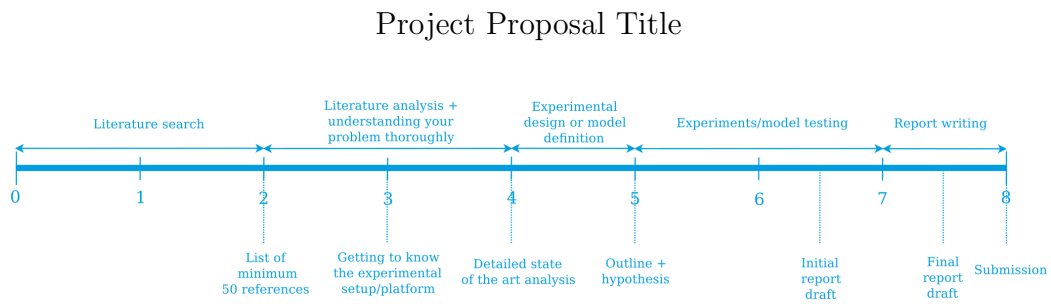 Project Proposal Title
Literature search
Literature analysis +
understanding your
problem thoroughly
Experimental
design or model
definition
Experiments/model testing
Report writing
0
1
2
3
4
5
6
7
8
List of
minimum
50 references
Getting to know
the experimental
setup/platform
Detailed state
of the art analysis
Outline +
hypothesis
Initial
report
draft
Final
report
draft
Submission